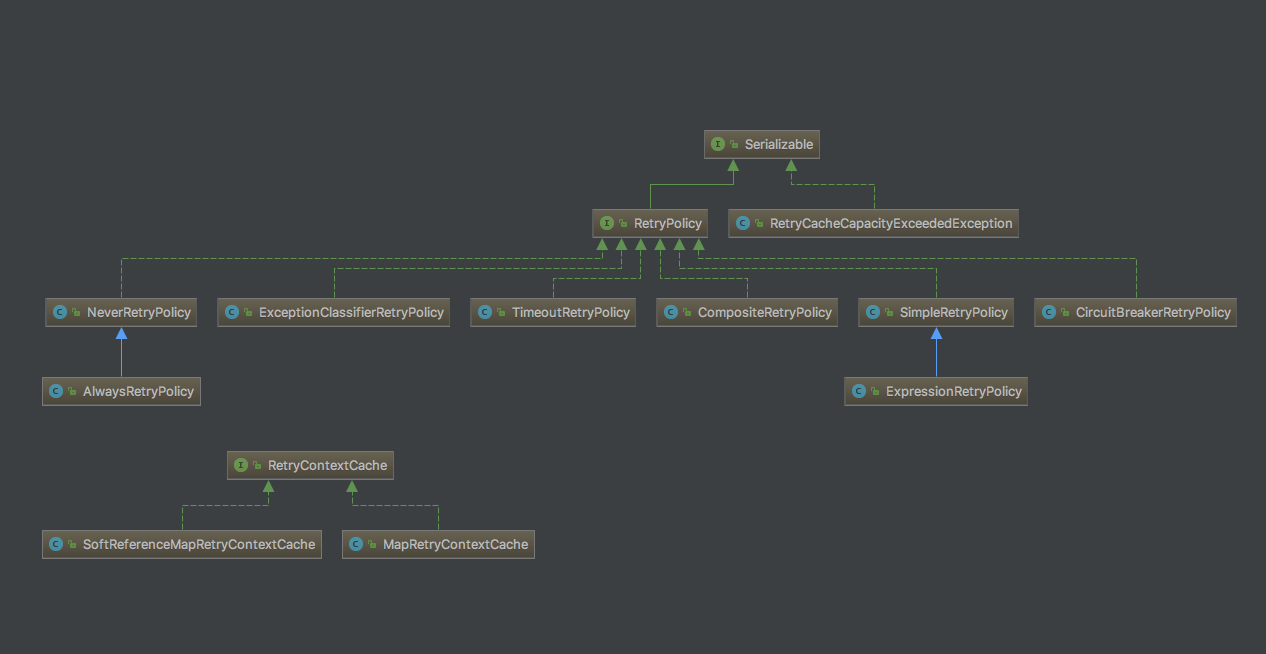 Serializable
RetryPolicy
RetryCacheCapacityExceededException
NeverRetryPolicy
ExceptionClassifierRetryPolicy
TimeoutRetryPolicy
CompositeRetryPolicy
SimpleRetryPolicy
CircuitBreakerRetryPolicy
AlwaysRetryPolicy
ExpressionRetryPolicy
RetryContextCache
SoftReferenceMapRetryContextCache
MapRetryContextCache